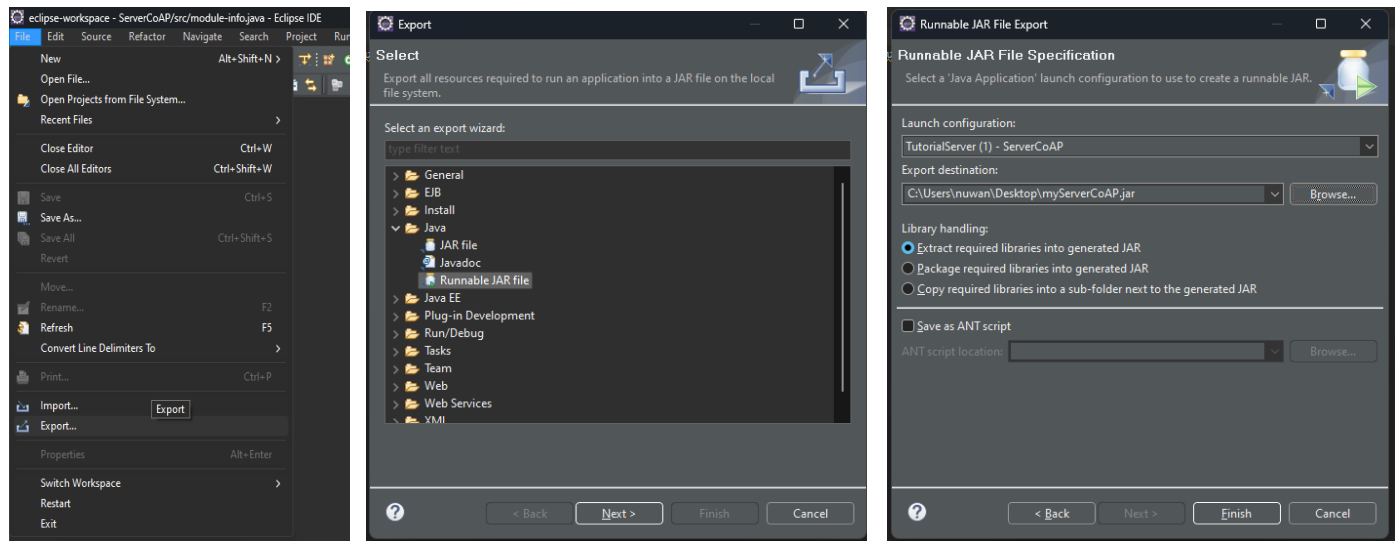 eclipse-workspace - ServerCoAP/src/module-info.java - Eclipse IDE
File Edit Source Refactor Navigate Search Project Run
New Alt+Shift+N >
Open File...
Open Projects from File System...
Recent Files >
Close Editor Ctrl+W
Close All Editors Ctrl+Shift+W
Save Ctrl+S
Save As...
Save All Ctrl+Shift+S
Revert
Move...
Rename... F2
Refresh F5
Convert Line Delimiters To >
Print... Ctrl+P
Import...
Export
Export...
Properties Alt+Enter
Switch Workspace >
Restart
Exit
Export
Select
Export all resources required to run an application into a JAR file on the local
file system.
Select an export wizard:
type filter text
> General
> EJB
> Install
Java
JAR file
Javadoc
Runnable JAR file
> Java EE
> Plug-in Development
> Run/Debug
> Tasks
> Team
> Web
> Web Services
> XML
? < Back Next > Finish Cancel
Runnable JAR File Export
Runnable JAR File Specification
Select a 'Java Application' launch configuration to use to create a runnable JAR.
Launch configuration:
TutorialServer (1) - ServerCoAP
Export destination:
C:\Users\nuwan\Desktop\myServerCoAP.jar Browse...
Library handling:
Extract required libraries into generated JAR
Package required libraries into generated JAR
Copy required libraries into a sub-folder next to the generated JAR
Save as ANT script
ANT script location: Browse...
? < Back Next > Finish Cancel